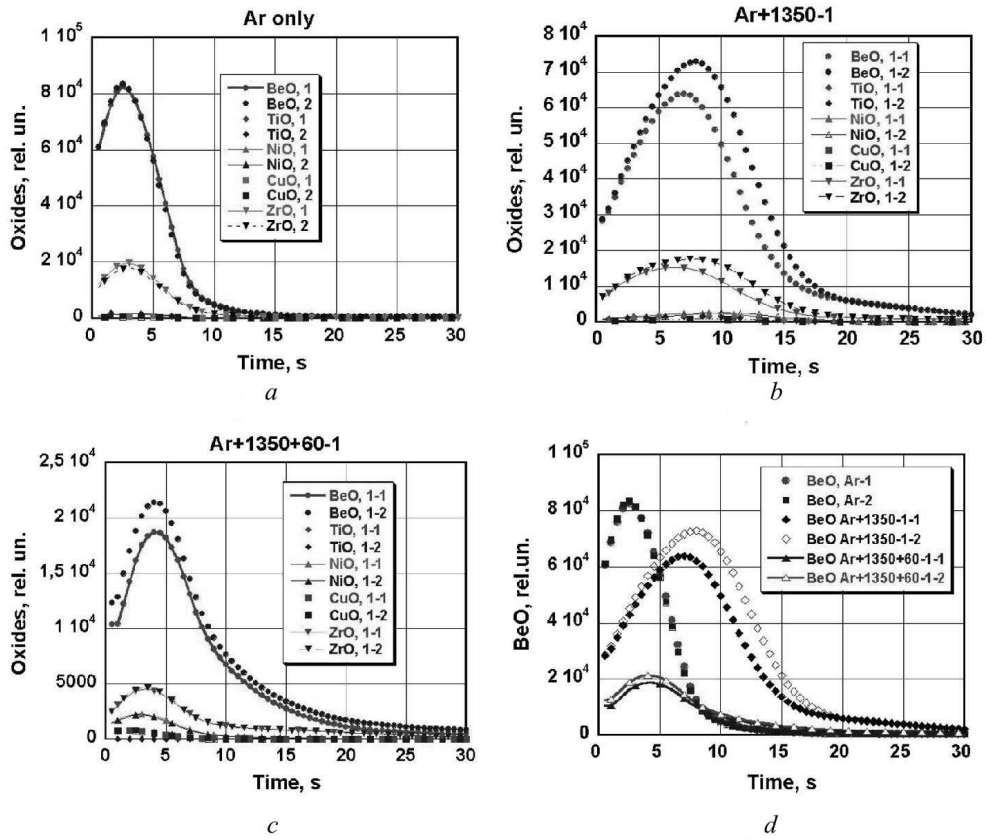 Ar only
1 10⁵
8 10⁴
6 10⁴
4 10⁴
2 10⁴
0
Oxides, rel. un.
BeO, 1
BeO, 2
TiO, 1
TiO, 2
NiO, 1
NiO, 2
CuO, 1
CuO, 2
ZrO, 1
ZrO, 2
0 5 10 15 20 25 30
Time, s
a
Ar+1350-1
8 10⁴
7 10⁴
6 10⁴
5 10⁴
4 10⁴
3 10⁴
2 10⁴
1 10⁴
0
Oxides, rel. un.
BeO, 1-1
BeO, 1-2
TiO, 1-1
TiO, 1-2
NiO, 1-1
NiO, 1-2
CuO, 1-1
CuO, 1-2
ZrO, 1-1
ZrO, 1-2
0 5 10 15 20 25 30
Time, s
b
Ar+1350+60-1
2,5 10⁴
2 10⁴
1,5 10⁴
1 10⁴
5000
0
Oxides, rel. un.
BeO, 1-1
BeO, 1-2
TiO, 1-1
TiO, 1-2
NiO, 1-1
NiO, 1-2
CuO, 1-1
CuO, 1-2
ZrO, 1-1
ZrO, 1-2
0 5 10 15 20 25 30
Time, s
c
1 10⁵
8 10⁴
6 10⁴
4 10⁴
2 10⁴
0
BeO, rel.un.
BeO, Ar-1
BeO, Ar-2
BeO Ar+1350-1-1
BeO Ar+1350-1-2
BeO Ar+1350+60-1-1
BeO Ar+1350+60-1-2
0 5 10 15 20 25 30
Time, s
d